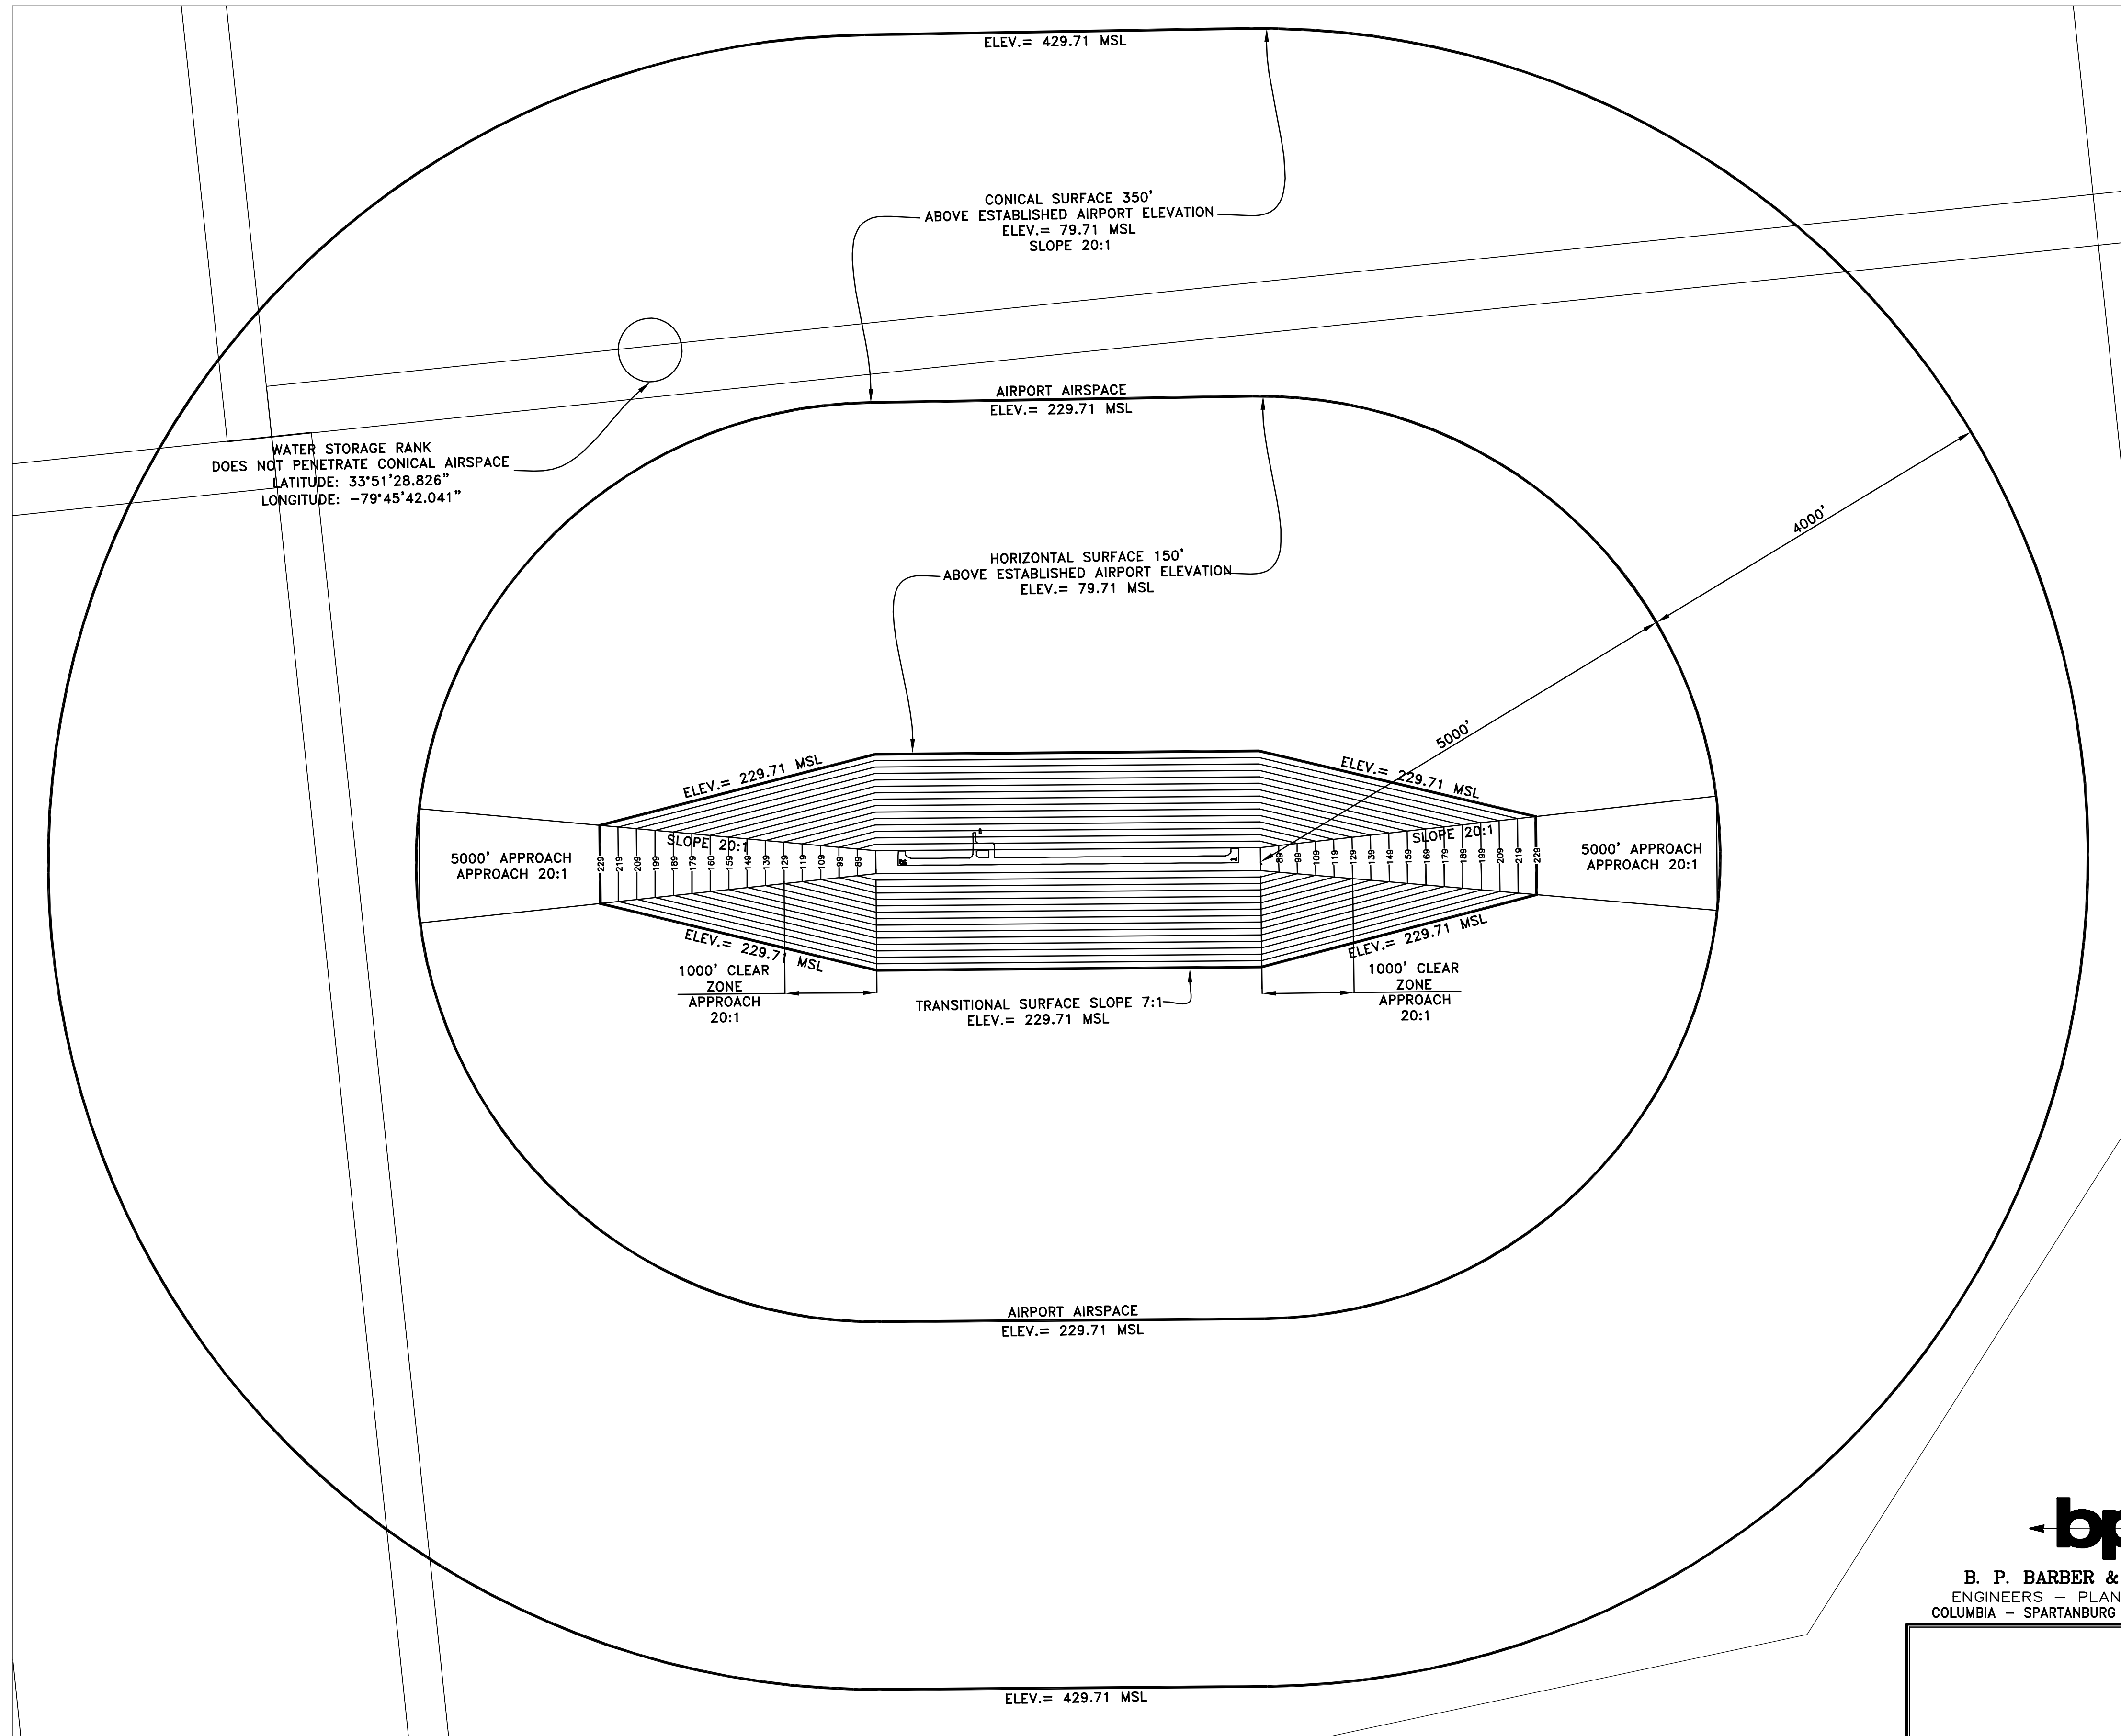 ELEV.= 429.71 MSL
CONICAL SURFACE 350'
ABOVE ESTABLISHED AIRPORT ELEVATION
ELEV.= 79.71 MSL
SLOPE 20:1
AIRPORT AIRSPACE
ELEV.= 229.71 MSL
WATER STORAGE RANK
DOES NOT PENETRATE CONICAL AIRSPACE
LATITUDE: 33°51'28.826"
LONGITUDE: -79°45'42.041"
4000'
HORIZONTAL SURFACE 150'
ABOVE ESTABLISHED AIRPORT ELEVATION
ELEV.= 79.71 MSL
5000'
ELEV.= 229.71 MSL
ELEV.= 229.71 MSL
SLOPE 20:1
SLOPE 20:1
5000' APPROACH
APPROACH 20:1
229 219 209 199 189 179 160 159 149 139 129 119 109 99 89
89 99 109 119 129 139 149 159 169 179 189 199 209 219 229
5000' APPROACH
APPROACH 20:1
ELEV.= 229.71 MSL
ELEV.= 229.71 MSL
1000' CLEAR
ZONE
APPROACH
20:1
TRANSITIONAL SURFACE SLOPE 7:1
ELEV.= 229.71 MSL
1000' CLEAR
ZONE
APPROACH
20:1
AIRPORT AIRSPACE
ELEV.= 229.71 MSL
bp
B. P. BARBER &
ENGINEERS — PLAN
COLUMBIA — SPARTANBURG
ELEV.= 429.71 MSL